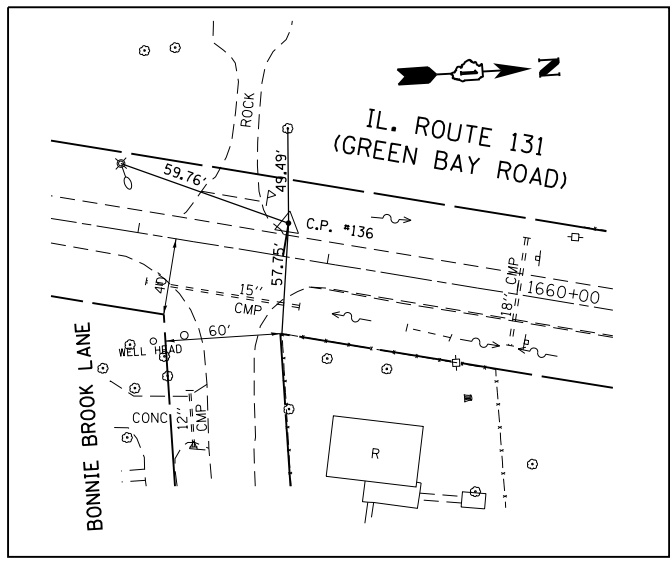 N
IL. ROUTE 131
(GREEN BAY ROAD)
ROCK
59.76'
49.49'
C.P. #136
57.75'
40'
15''
CMP
18'' CMP
1660+00
60'
WELL HEAD
BONNIE BROOK LANE
CONC
12''
CMP
R